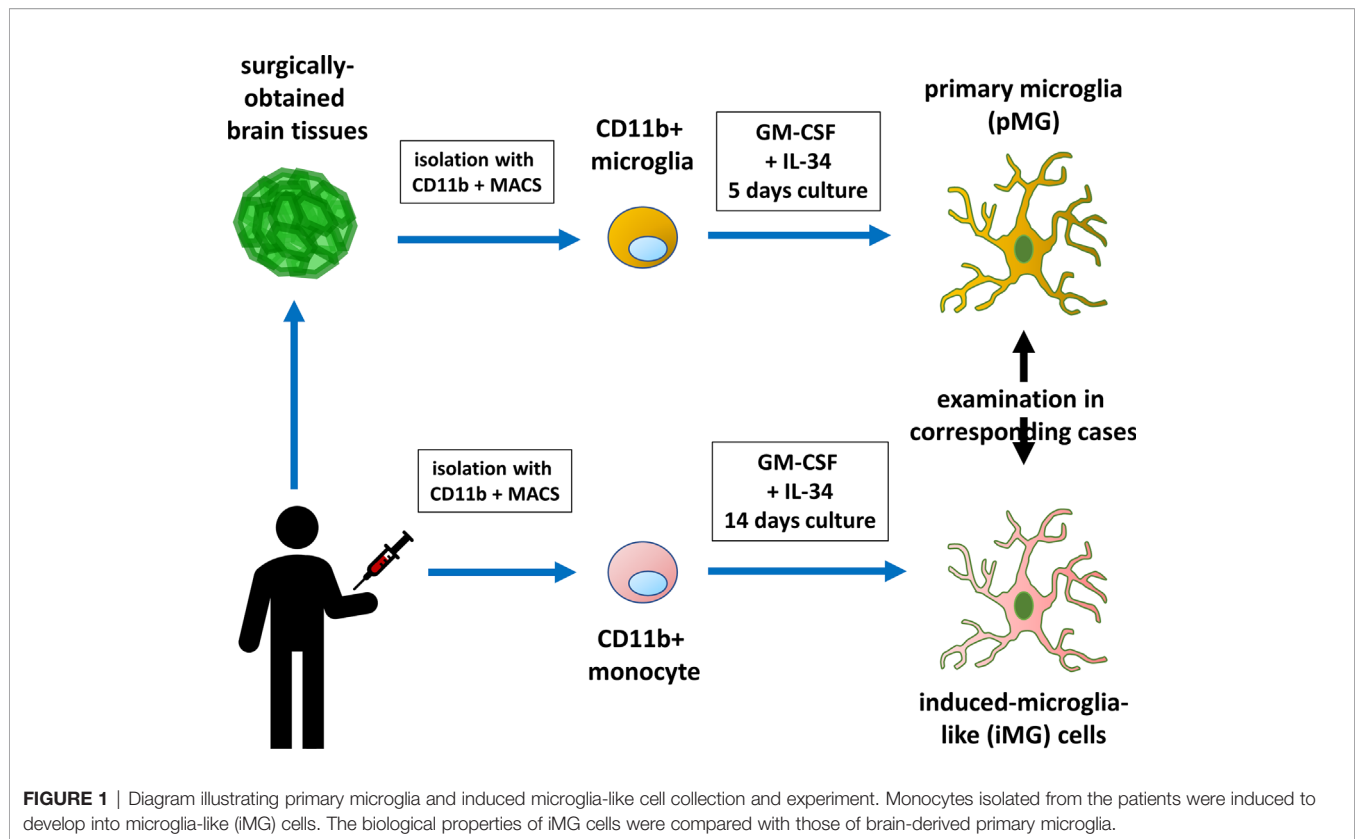 surgically-
obtained
brain tissues
isolation with
CD11b + MACS
CD11b+
microglia
GM-CSF
+ IL-34
5 days culture
primary microglia
(pMG)
examination in
corresponding cases
isolation with
CD11b + MACS
CD11b+
monocyte
GM-CSF
+ IL-34
14 days culture
induced-microglia-
like (iMG) cells
FIGURE 1 | Diagram illustrating primary microglia and induced microglia-like cell collection and experiment. Monocytes isolated from the patients were induced to
develop into microglia-like (iMG) cells. The biological properties of iMG cells were compared with those of brain-derived primary microglia.